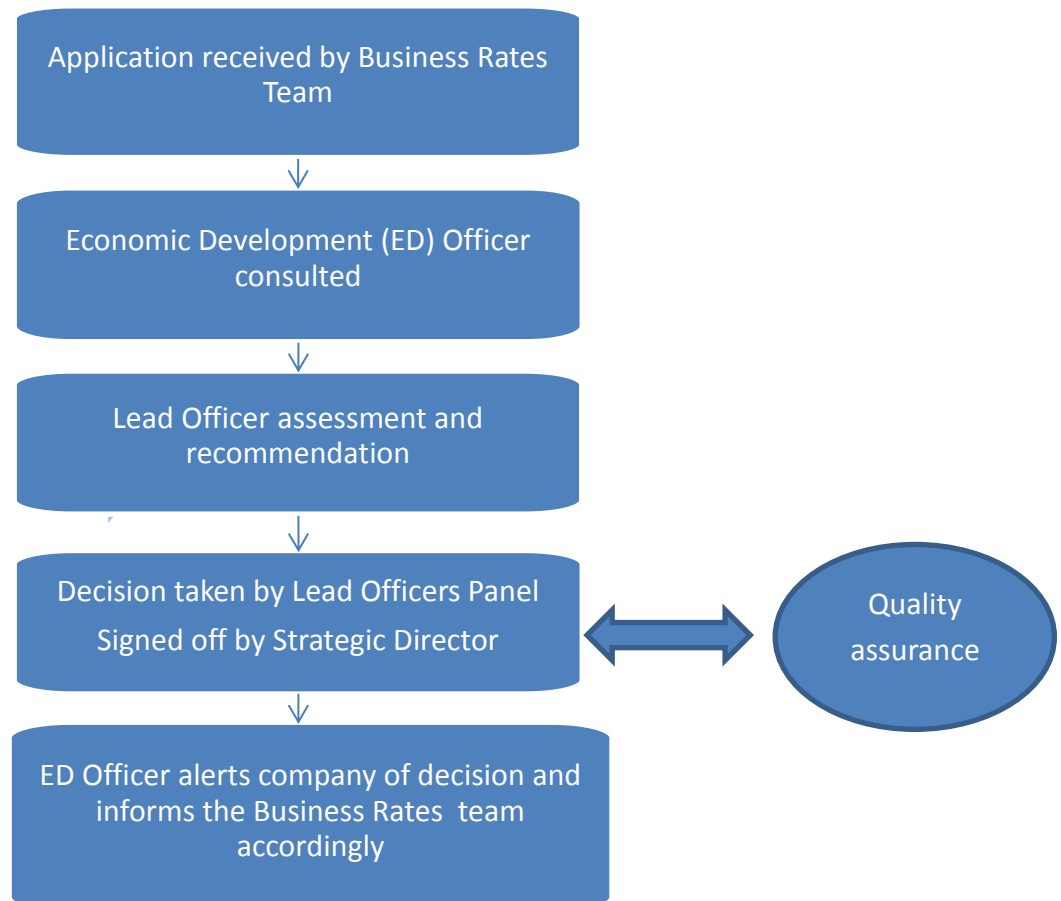 Application received by Business Rates
Team
Economic Development (ED) Officer
consulted
Lead Officer assessment and
recommendation
Decision taken by Lead Officers Panel
Signed off by Strategic Director
Quality
assurance
ED Officer alerts company of decision and
informs the Business Rates  team
accordingly